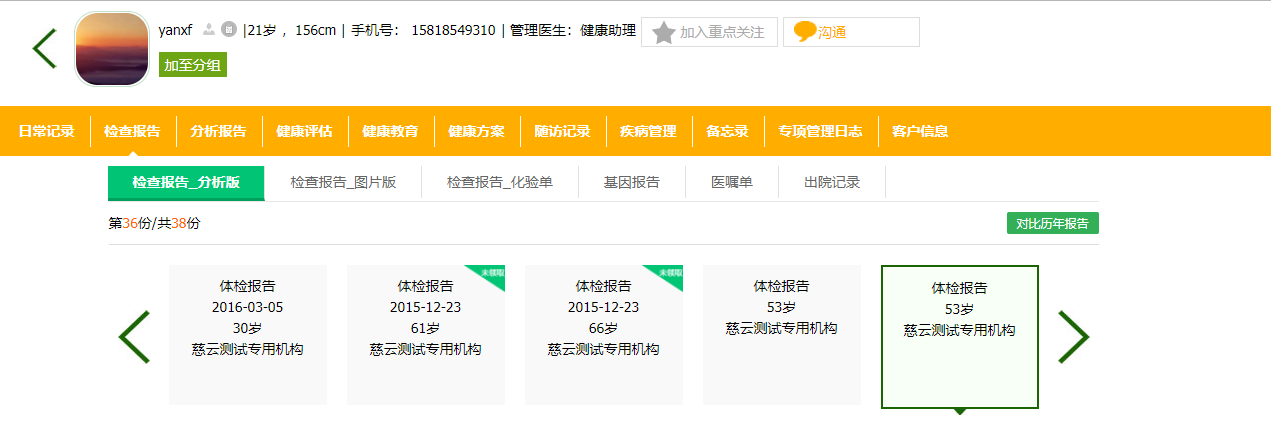 yanxf |21岁 ，156cm | 手机号： 15818549310 | 管理医生：健康助理 加入重点关注 沟通
加至分组
日常记录 检查报告 分析报告 健康评估 健康教育 健康方案 随访记录 疾病管理 备忘录 专项管理日志 客户信息
检查报告_分析版 检查报告_图片版 检查报告_化验单 基因报告 医嘱单 出院记录
第36份/共38份 对比历年报告
体检报告
2016-03-05
30岁
慈云测试专用机构
未领取
体检报告
2015-12-23
61岁
慈云测试专用机构
未领取
体检报告
2015-12-23
66岁
慈云测试专用机构
体检报告
53岁
慈云测试专用机构
体检报告
53岁
慈云测试专用机构